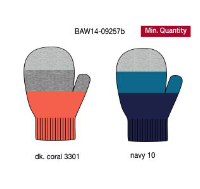 BAW14-09257b
Min. Quantity
dk. coral 3301
navy 10